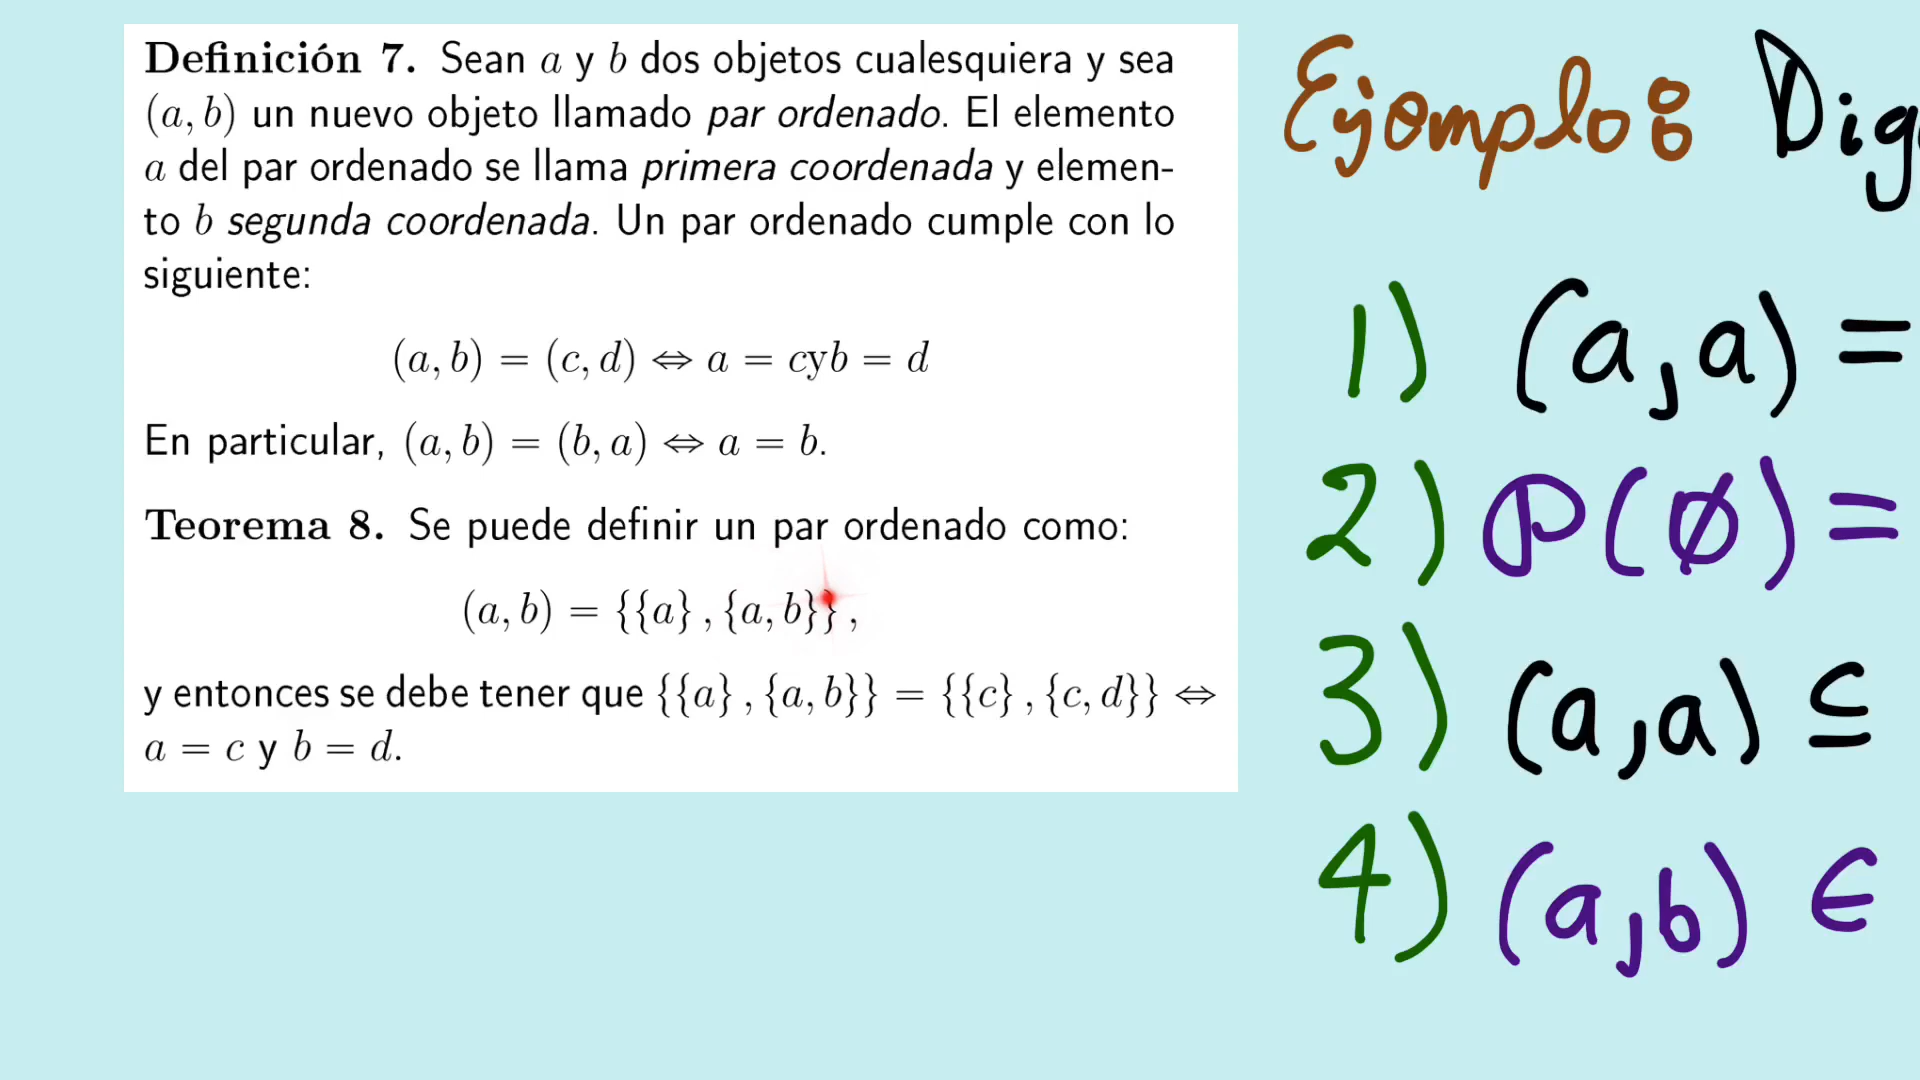 Definición 7. Sean a y b dos objetos cualesquiera y sea
(a, b) un nuevo objeto llamado par ordenado. El elemento
a del par ordenado se llama primera coordenada y elemen-
to b segunda coordenada. Un par ordenado cumple con lo
siguiente:
(a, b) = (c, d) ⇔ a = cyb = d
En particular, (a, b) = (b, a) ⇔ a = b.
Teorema 8. Se puede definir un par ordenado como:
(a, b) = {{a} , {a, b}} ,
y entonces se debe tener que {{a} , {a, b}} = {{c} , {c, d}} ⇔
a = c y b = d.
Ejemplo:
1) (a,a) =
2) P(∅) =
3) (a,a) ⊆
4) (a,b) ∈